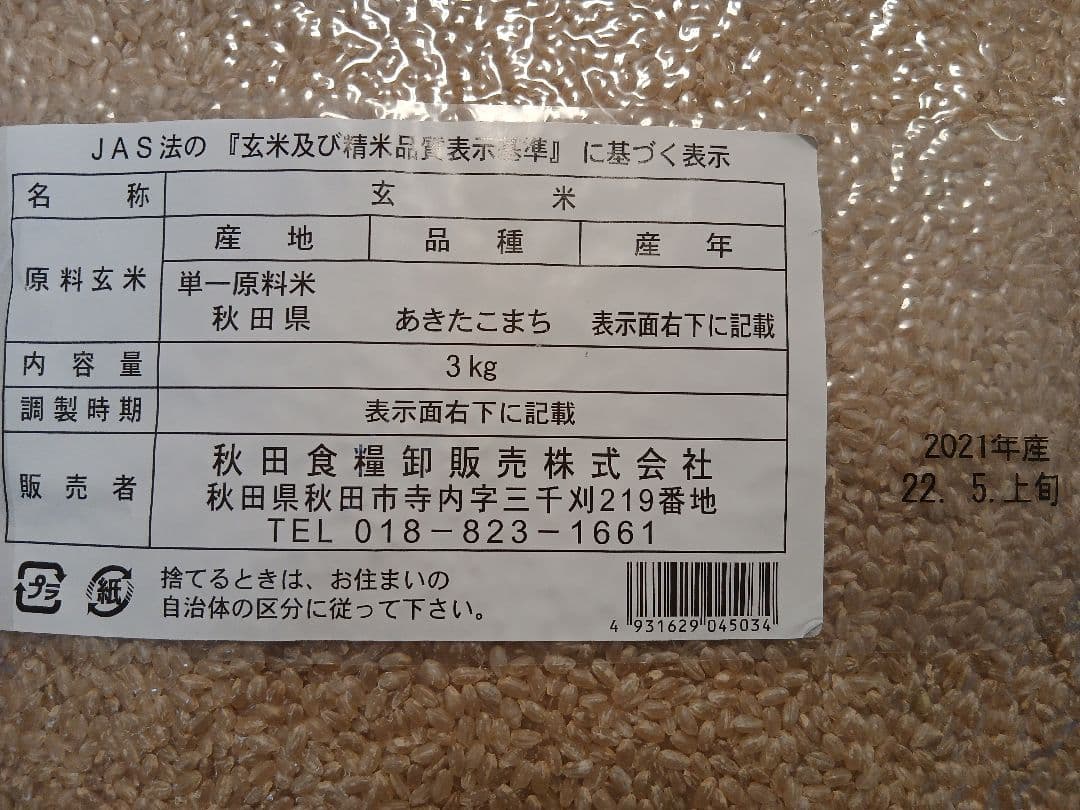 JAS法の『玄米及び精米品質表示基準』に基づく表示
名称 玄米
原料玄米 産地 品種 産年
単一原料米
秋田県 あきたこまち 表示面右下に記載
内容量 3kg
調製時期 表示面右下に記載
販売者 秋田食糧卸販売株式会社
秋田県秋田市寺内字三千刈219番地
TEL 018-823-1661
プラ 紙 捨てるときは、お住まいの
自治体の区分に従って下さい。
4 931629 045034
2021年産
22. 5.上旬